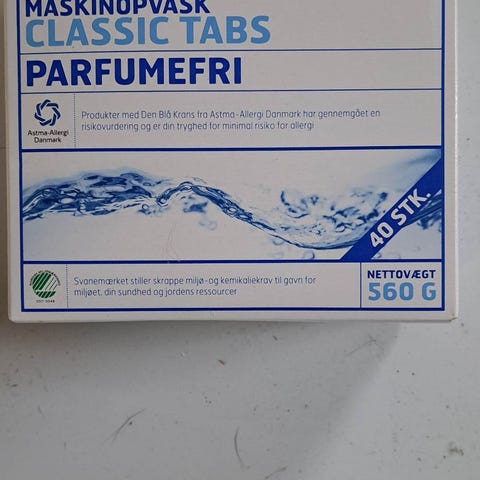 MASKINOPVASK
CLASSIC TABS
PARFUMEFRI
Astma-Allergi
Danmark
Produkter med Den Blå Krans fra Astma-Allergi Danmark har gennemgået en
risikovurdering og er din tryghed for minimal risiko for allergi
40 STK.
Svanemærket stiller skrappe miljø-og kemikaliekrav til gavn for
miljøet, din sundhed og jordens ressourcer
NETTOVÆGT
560 G